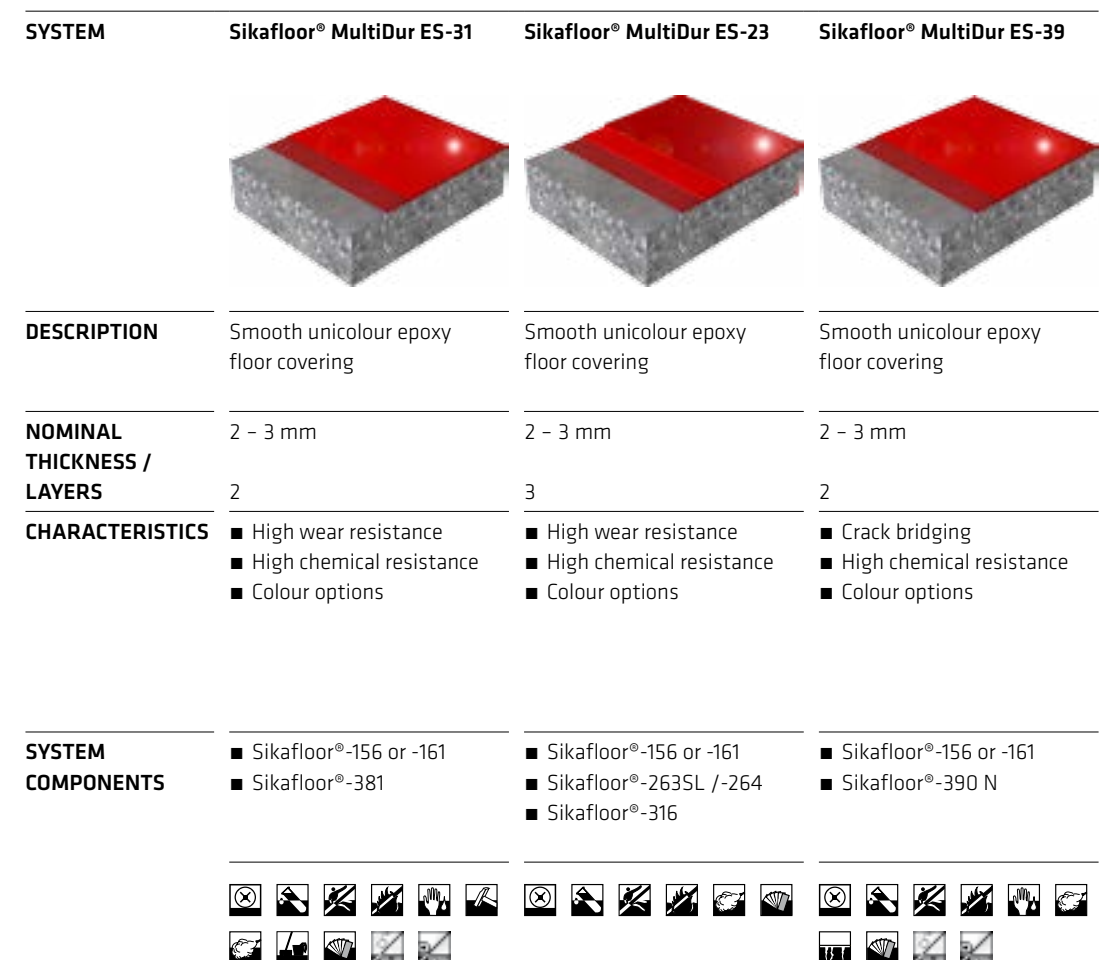 SYSTEM
Sikafloor® MultiDur ES-31
Sikafloor® MultiDur ES-23
Sikafloor® MultiDur ES-39
DESCRIPTION
Smooth unicolour epoxy
floor covering
Smooth unicolour epoxy
floor covering
Smooth unicolour epoxy
floor covering
NOMINAL
THICKNESS /
LAYERS
2 – 3 mm
2
2 – 3 mm
3
2 – 3 mm
2
CHARACTERISTICS
■ High wear resistance
■ High chemical resistance
■ Colour options
■ High wear resistance
■ High chemical resistance
■ Colour options
■ Crack bridging
■ High chemical resistance
■ Colour options
SYSTEM
COMPONENTS
■ Sikafloor®-156 or -161
■ Sikafloor®-381
■ Sikafloor®-156 or -161
■ Sikafloor®-263SL /-264
■ Sikafloor®-316
■ Sikafloor®-156 or -161
■ Sikafloor®-390 N